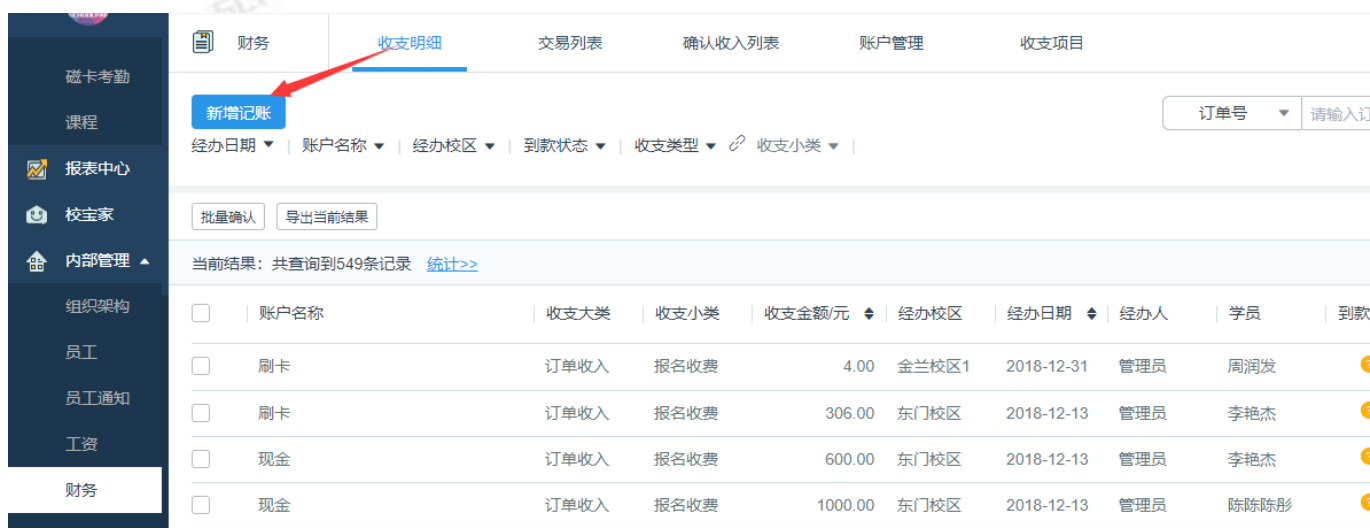 财务 收支明细 交易列表 确认收入列表 账户管理 收支项目
磁卡考勤
课程
报表中心
校宝家
内部管理
组织架构
员工
员工通知
工资
财务
新增记账 订单号 请输入订
经办日期 账户名称 经办校区 到款状态 收支类型 收支小类
批量确认 导出当前结果
当前结果：共查询到549条记录 统计>>
账户名称 收支大类 收支小类 收支金额/元 经办校区 经办日期 经办人 学员 到款
刷卡 订单收入 报名收费 4.00 金兰校区1 2018-12-31 管理员 周润发
刷卡 订单收入 报名收费 306.00 东门校区 2018-12-13 管理员 李艳杰
现金 订单收入 报名收费 600.00 东门校区 2018-12-13 管理员 李艳杰
现金 订单收入 报名收费 1000.00 东门校区 2018-12-13 管理员 陈陈陈彤